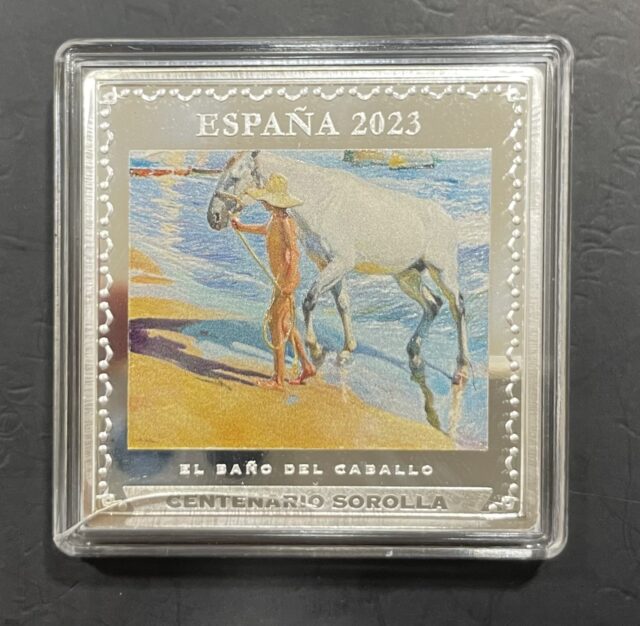 ESPAÑA 2023
EL BAÑO DEL CABALLO
CENTENARIO SOROLLA